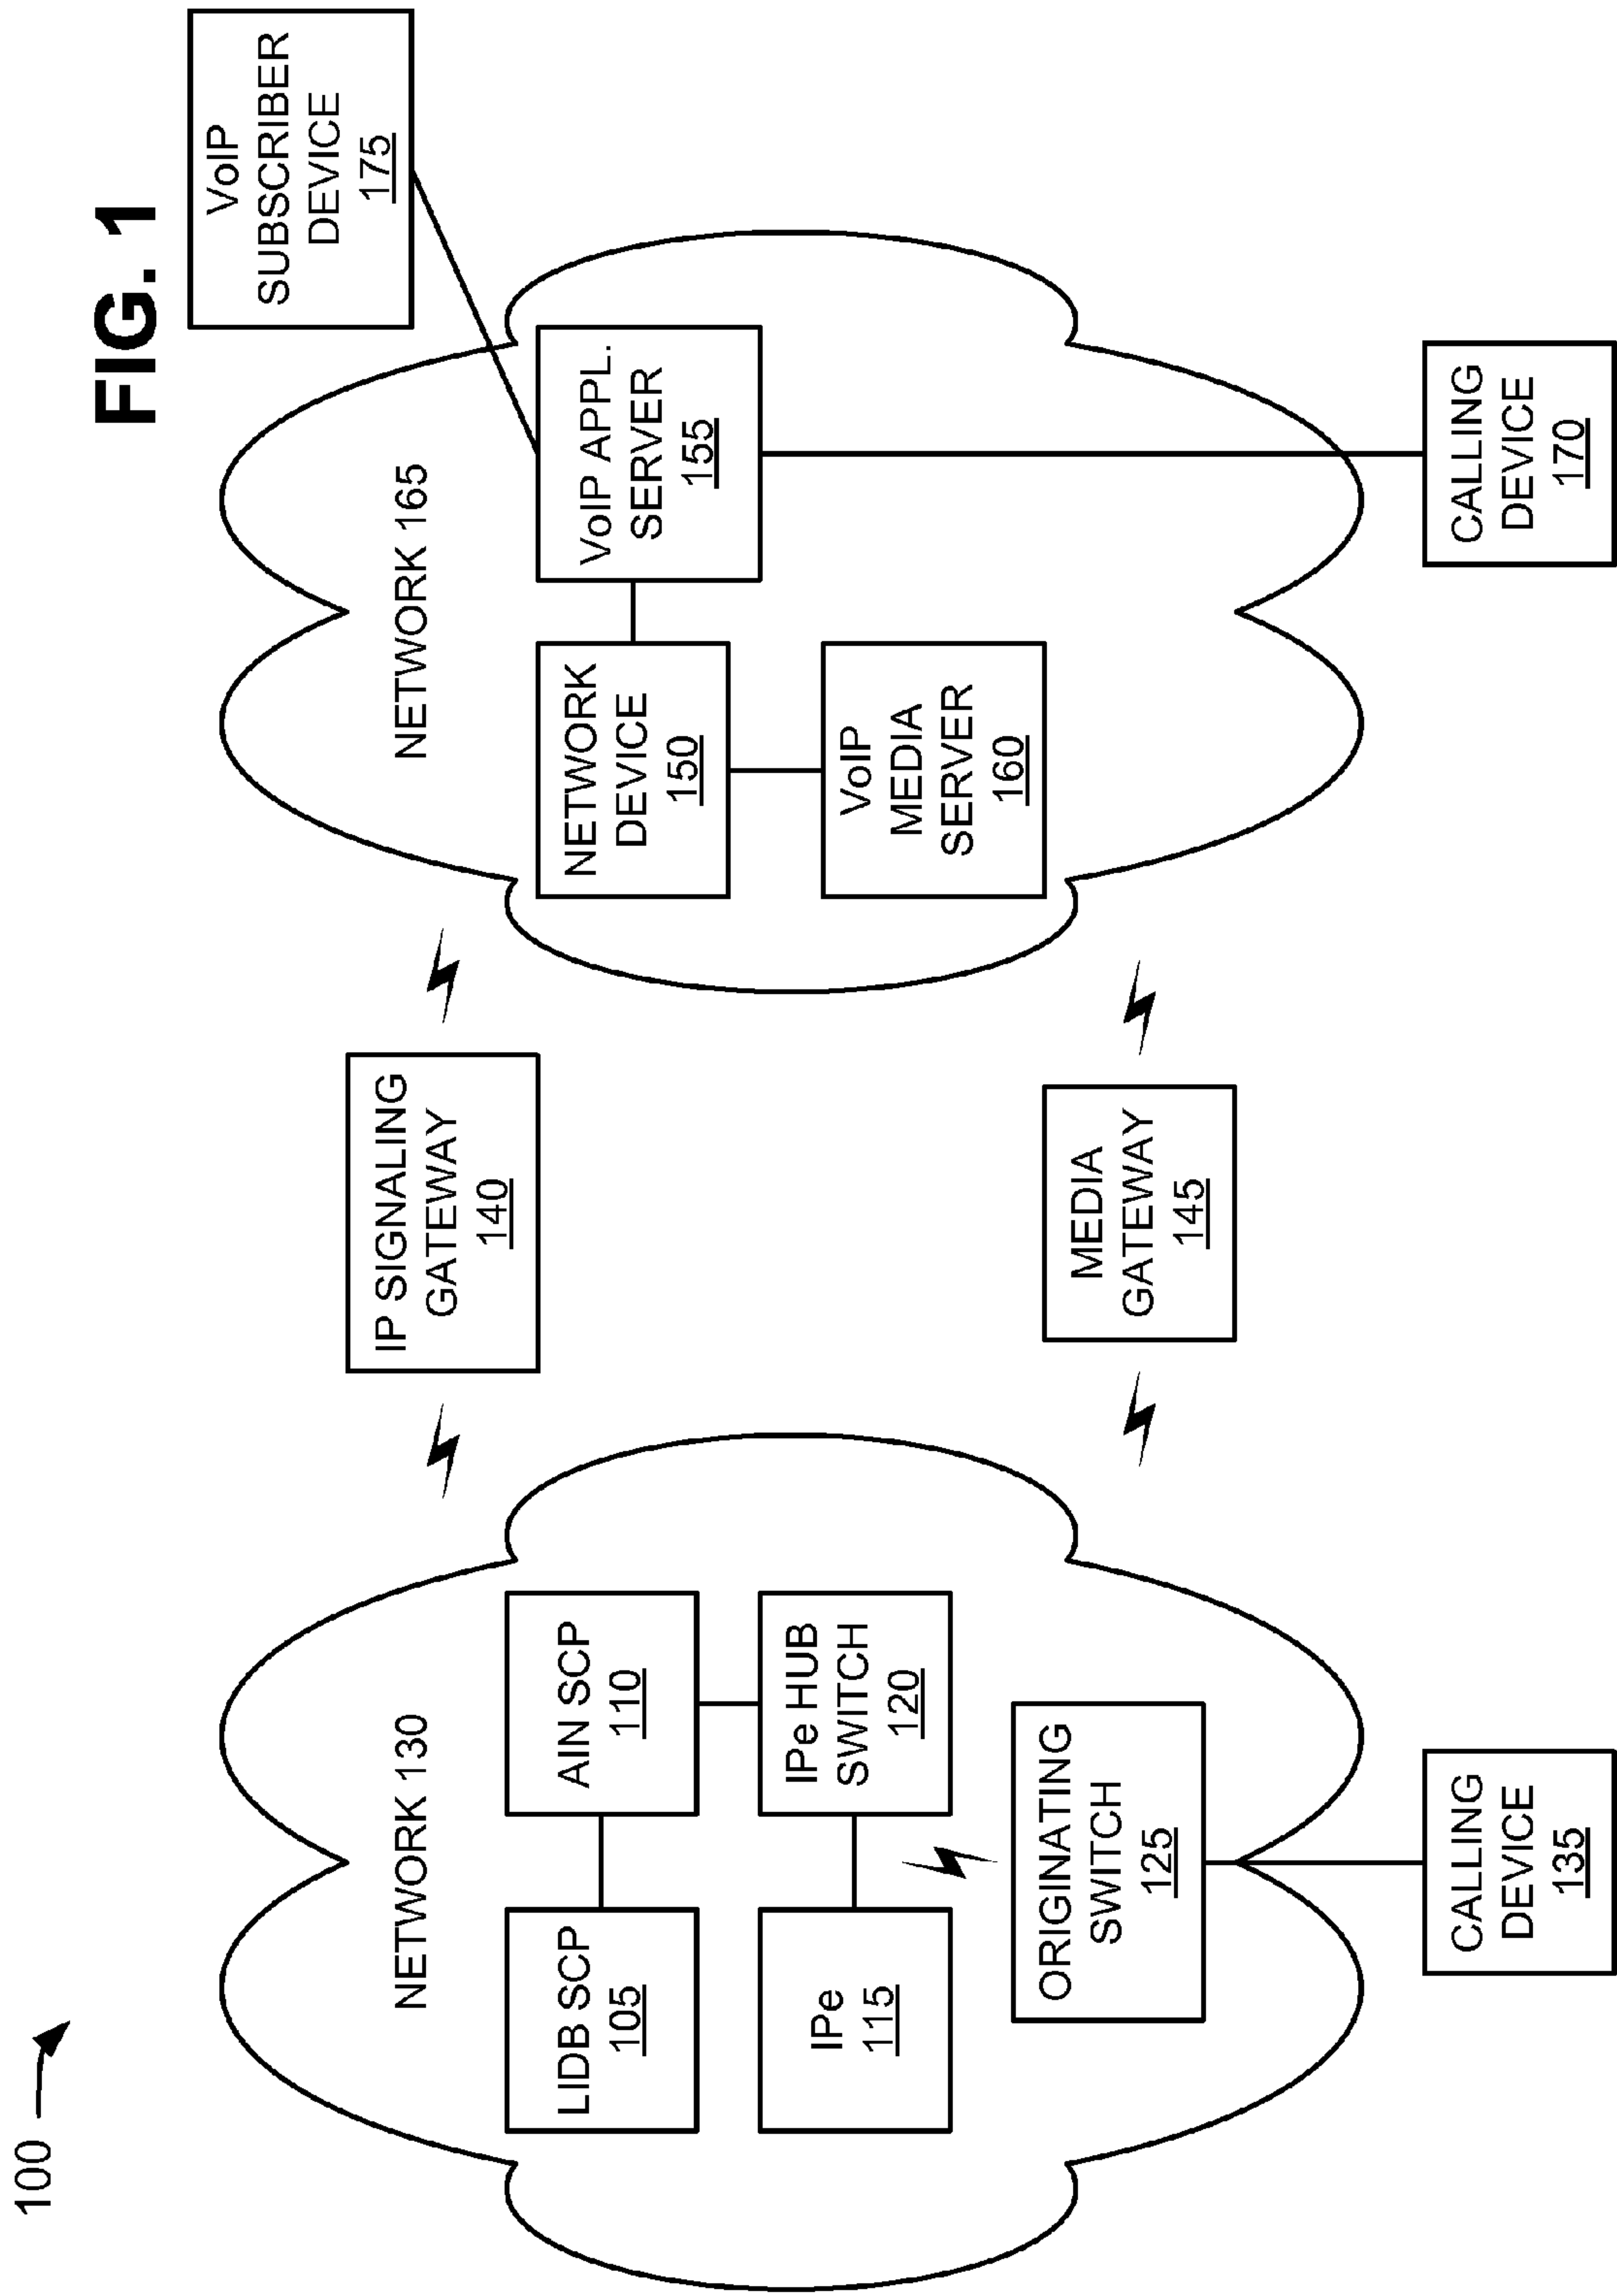 100
FIG. 1
NETWORK 130
LIDB SCP
105
AIN SCP
110
IPe
115
IPe HUB
SWITCH
120
ORIGINATING
SWITCH
125
CALLING
DEVICE
135
IP SIGNALING
GATEWAY
140
MEDIA
GATEWAY
145
NETWORK 165
NETWORK
DEVICE
150
VoIP APPL.
SERVER
155
VoIP
MEDIA
SERVER
160
CALLING
DEVICE
170
VoIP
SUBSCRIBER
DEVICE
175